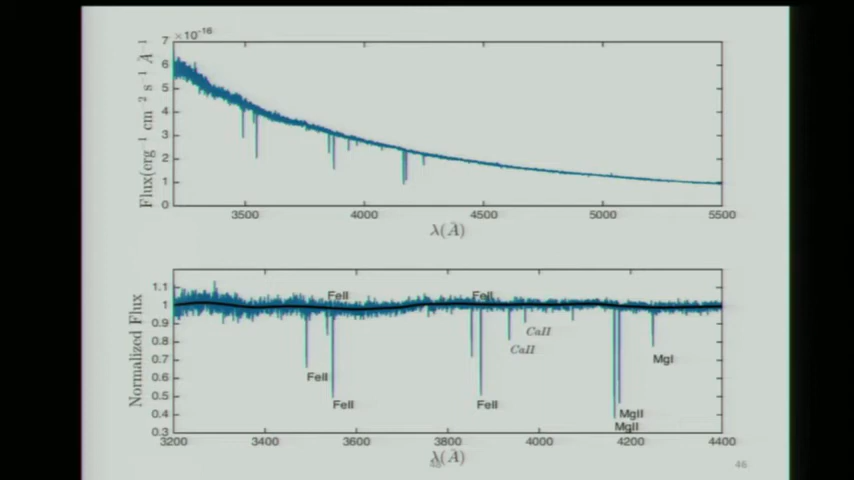 7 ×10⁻¹⁶
6
5
4
3
2
1
0
Flux(erg⁻¹ cm⁻² s⁻¹ Å⁻¹
3500 4000 4500 5000 5500
λ(Å)
1.1
1
0.9
0.8
0.7
0.6
0.5
0.4
0.3
Normalized Flux
FeII FeII
CaII
CaII
MgI
FeII
FeII FeII
MgII
MgII
3200 3400 3600 3800 4000 4200 4400
λ(Å)
46